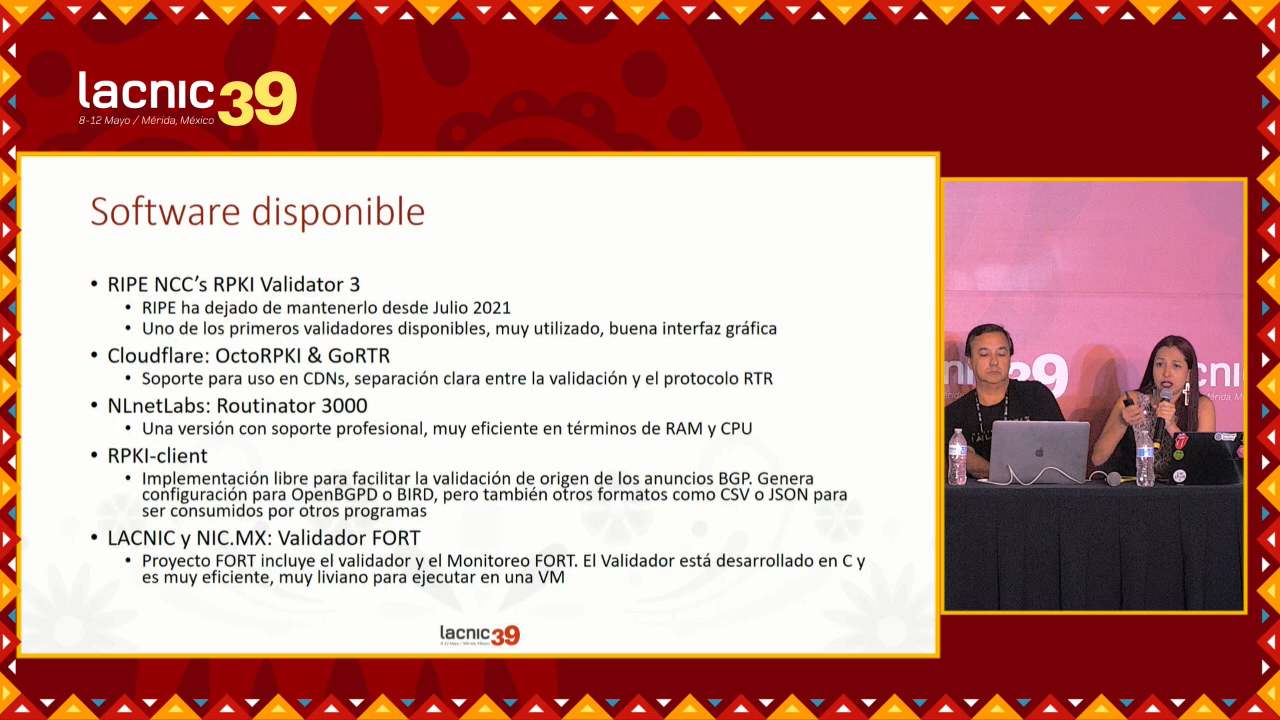 lacnic39
8-12 Mayo / Mérida, México
Software disponible
• RIPE NCC's RPKI Validator 3
• RIPE ha dejado de mantenerlo desde Julio 2021
• Uno de los primeros validadores disponibles, muy utilizado, buena interfaz gráfica
• Cloudflare: OctoRPKI & GoRTR
• Soporte para uso en CDNs, separación clara entre la validación y el protocolo RTR
• NLnetLabs: Routinator 3000
• Una versión con soporte profesional, muy eficiente en términos de RAM y CPU
• RPKI-client
• Implementación libre para facilitar la validación de origen de los anuncios BGP. Genera
configuración para OpenBGPD o BIRD, pero también otros formatos como CSV o JSON para
ser consumidos por otros programas
• LACNIC y NIC.MX: Validador FORT
• Proyecto FORT incluye el validador y el Monitoreo FORT. El Validador está desarrollado en C y
es muy eficiente, muy liviano para ejecutar en una VM
lacnic39
8-12 Mayo / Mérida, México
39